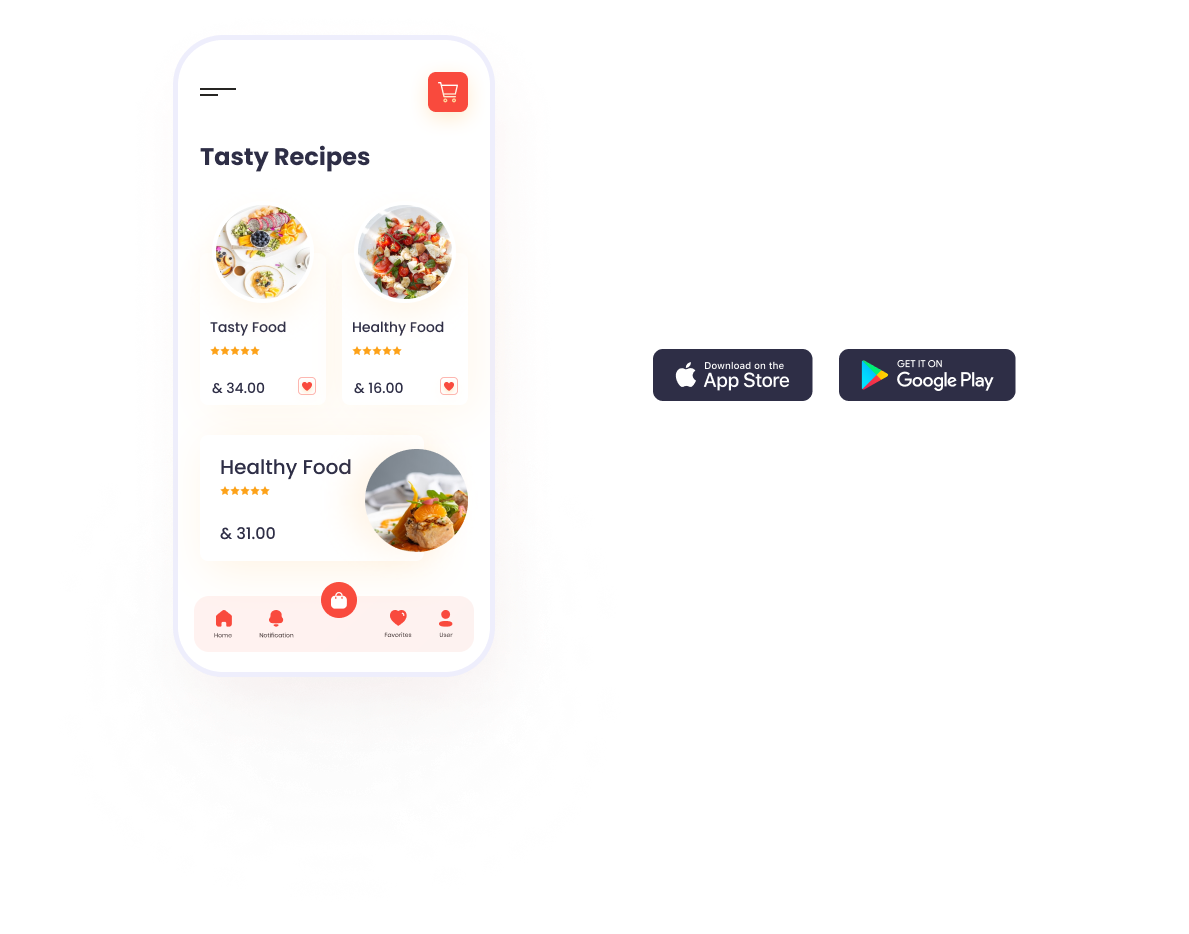 Tasty Recipes
Tasty Food
Healthy Food
& 34.00
& 16.00
Healthy Food
& 31.00
Home
Notification
Favorites
User
Download on the
App Store
GET IT ON
Google Play